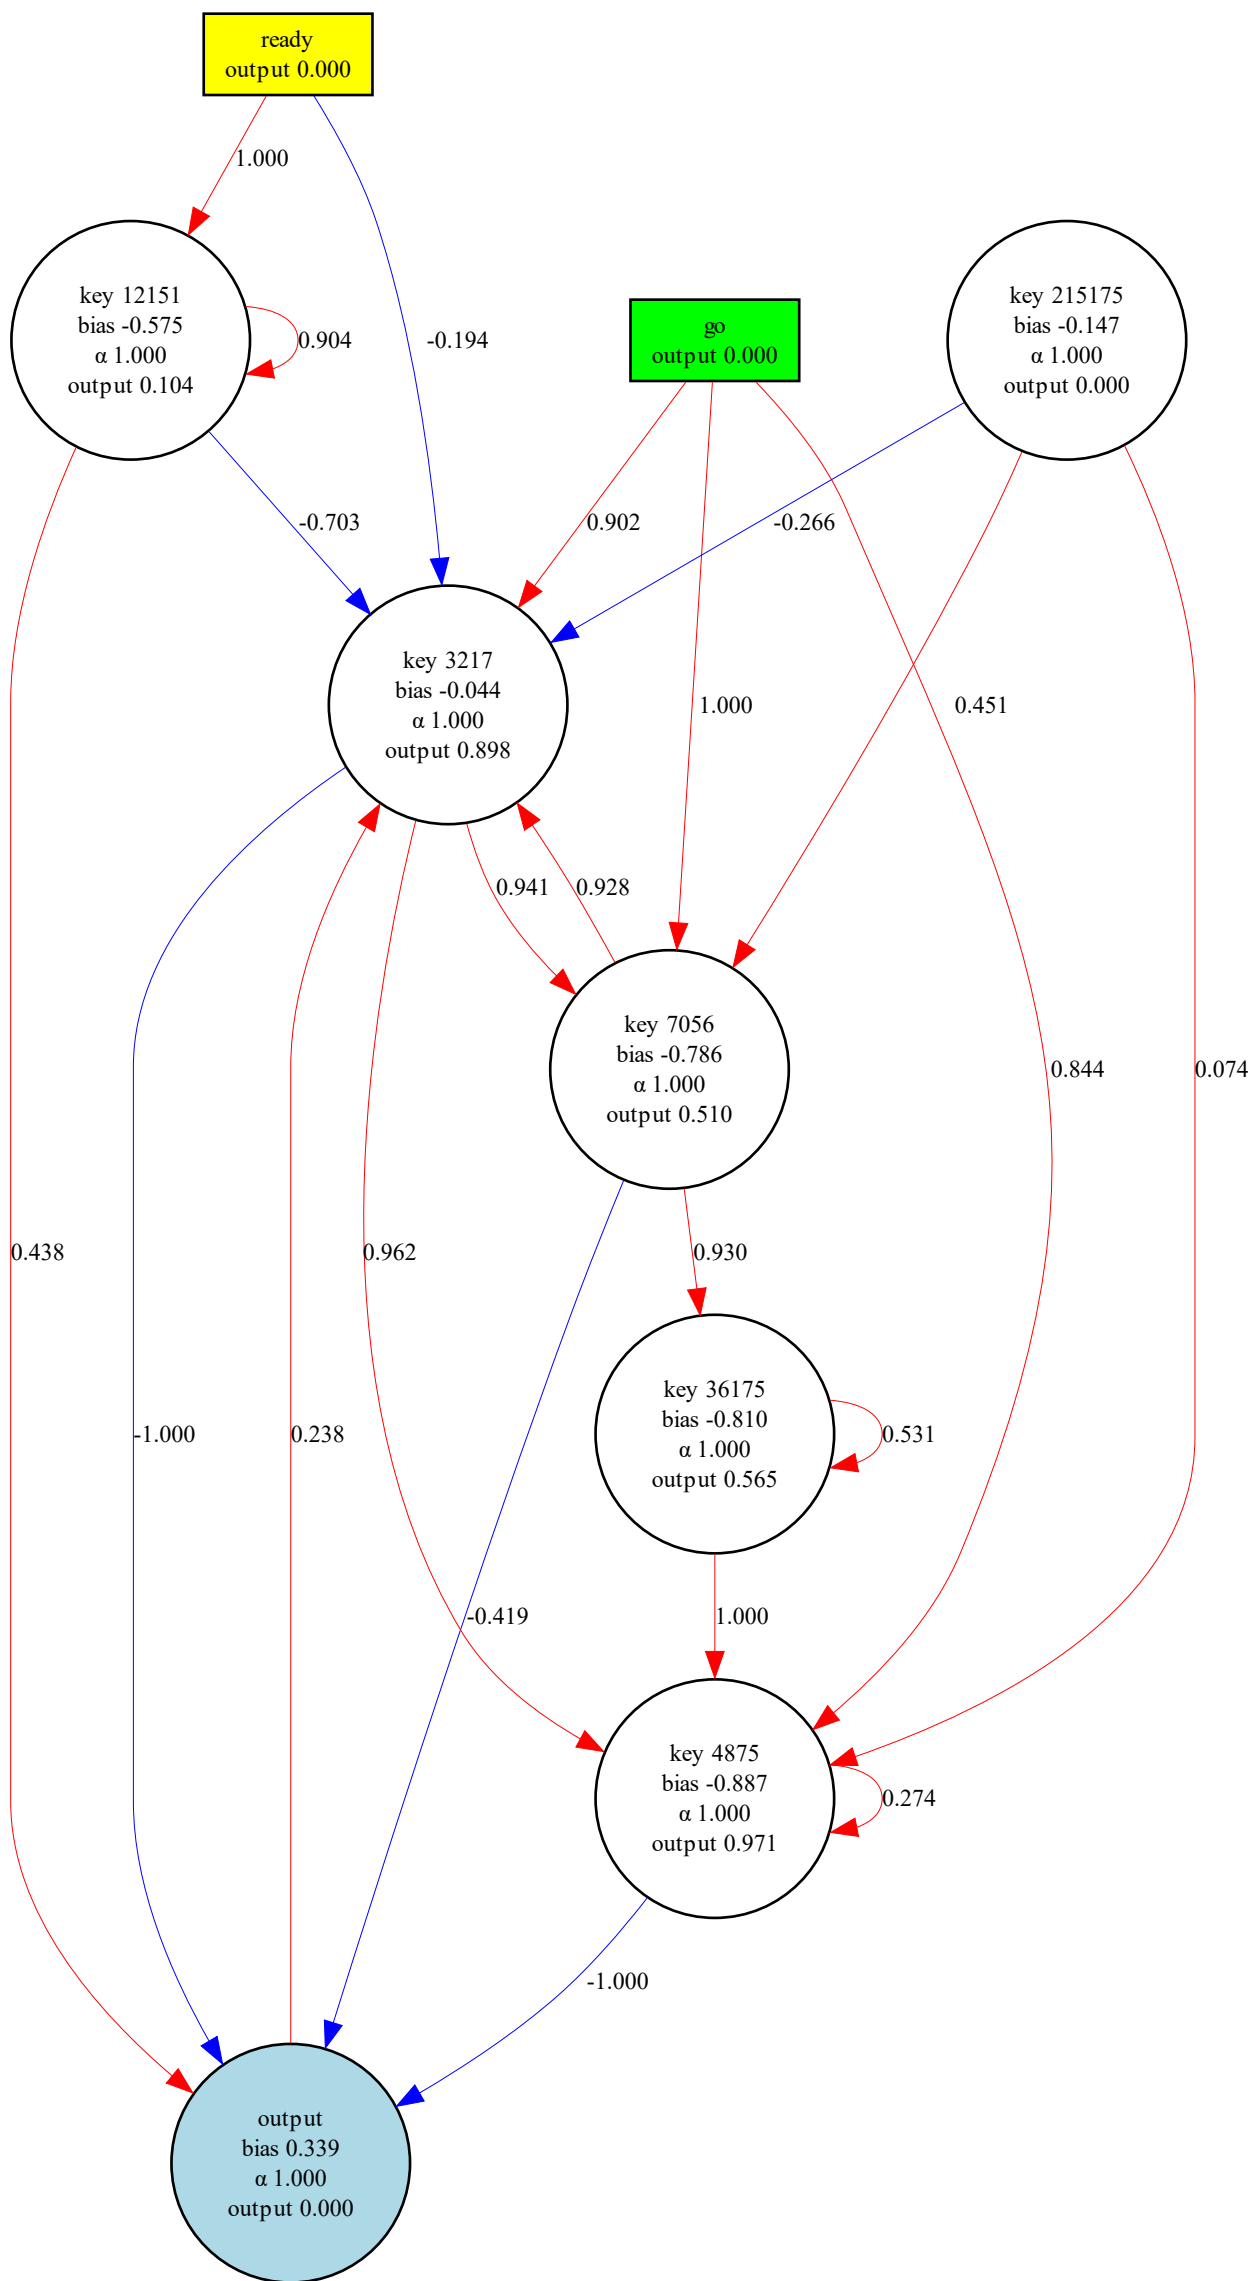 ready
output 0.000
1.000
key 12151
bias -0.575
α 1.000
output 0.104
0.904
-0.194
go
output 0.000
key 215175
bias -0.147
α 1.000
output 0.000
-0.703
0.902
-0.266
key 3217
bias -0.044
α 1.000
output 0.898
1.000
0.451
0.941
0.928
key 7056
bias -0.786
α 1.000
output 0.510
0.844
0.074
0.438
0.962
0.930
key 36175
bias -0.810
α 1.000
output 0.565
0.531
-1.000
0.238
-0.419
1.000
key 4875
bias -0.887
α 1.000
output 0.971
0.274
-1.000
output
bias 0.339
α 1.000
output 0.000